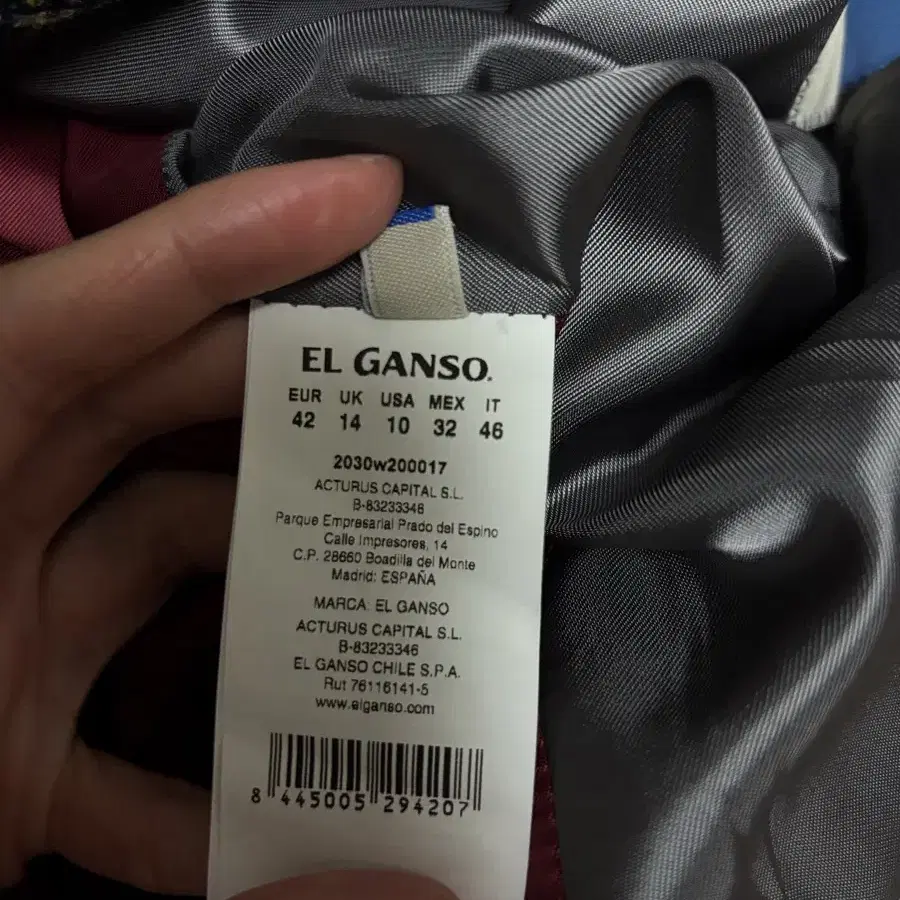 EL GANSO.
EUR UK USA MEX IT
42 14 10 32 46
2030w200017
ACTURUS CAPITAL S.L.
B-83233346
Parque Empresarial Prado del Espino
Calle Impresores, 14
C.P. 28660 Boadilla del Monte
Madrid: ESPAÑA
MARCA: EL GANSO
ACTURUS CAPITAL S.L.
B-83233346
EL GANSO CHILE S.P.A.
Rut 76116141-5
www.elganso.com
8 445005 294207